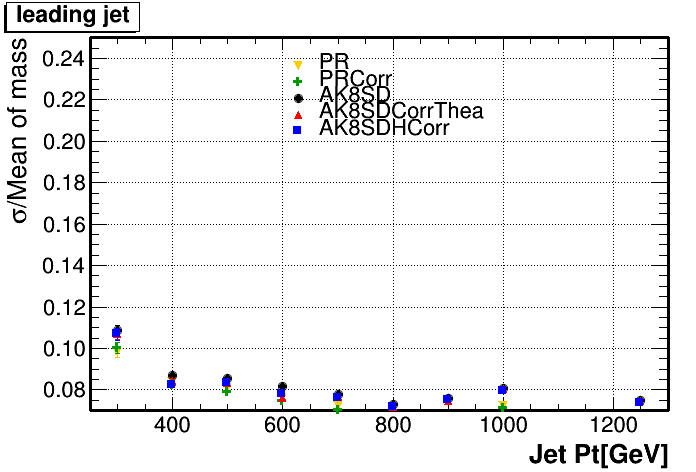 leading jet
σ/Mean of mass
0.24
0.22
0.20
0.18
0.16
0.14
0.12
0.10
0.08
PR
PRCorr
AK8SD
AK8SDCorrThea
AK8SDHCorr
400 600 800 1000 1200
Jet Pt[GeV]